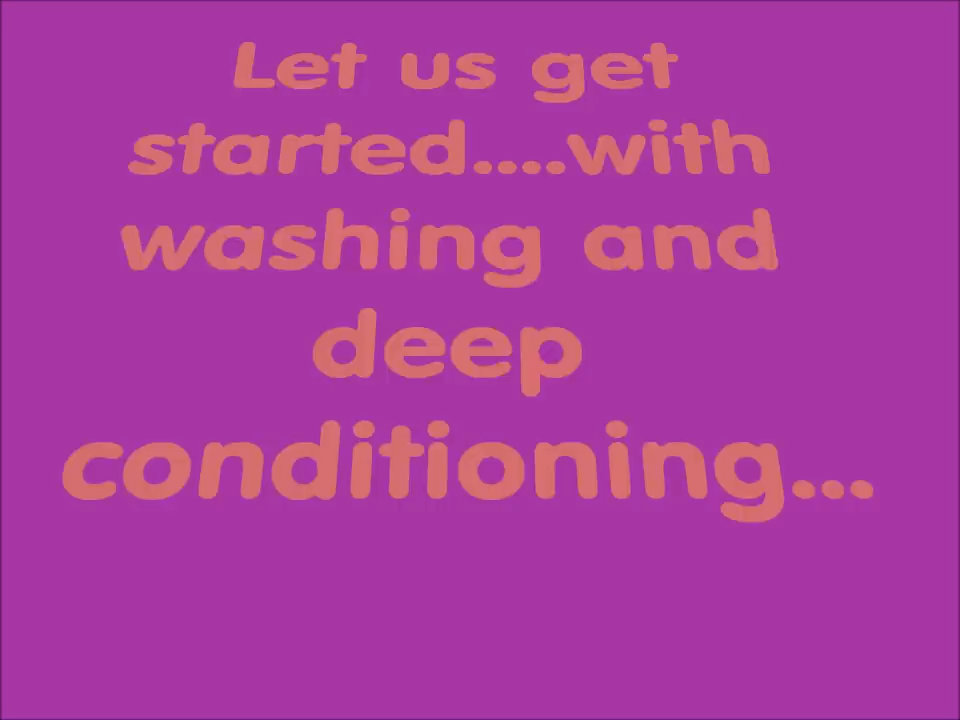 Let us get
started....with
washing and
deep
conditioning...